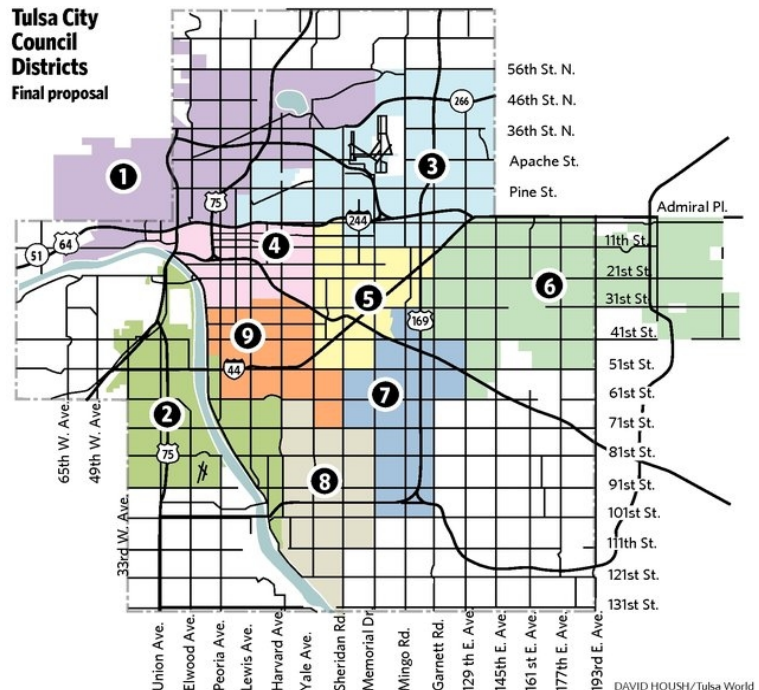 Tulsa City
Council
Districts
Final proposal
56th St. N.
266
46th St. N.
36th St. N.
Apache St.
Pine St.
1
3
75
244
Admiral Pl.
51
64
4
11th St.
21st St.
5
6
31st St.
169
9
41st St.
44
51st St.
7
61st St.
2
71st St.
75
81st St.
8
91st St.
101st St.
111th St.
121st St.
131st St.
65th W. Ave.
49th W. Ave.
33rd W. Ave.
Union Ave.
Elwood Ave.
Peoria Ave.
Lewis Ave.
Harvard Ave.
Yale Ave.
Sheridan Rd.
Memorial Dr.
Mingo Rd.
Garnett Rd.
129 th E. Ave.
145th E. Ave.
161 st E. Ave.
177th E. Ave.
193rd E. Ave.
DAVID HOUSH/Tulsa World